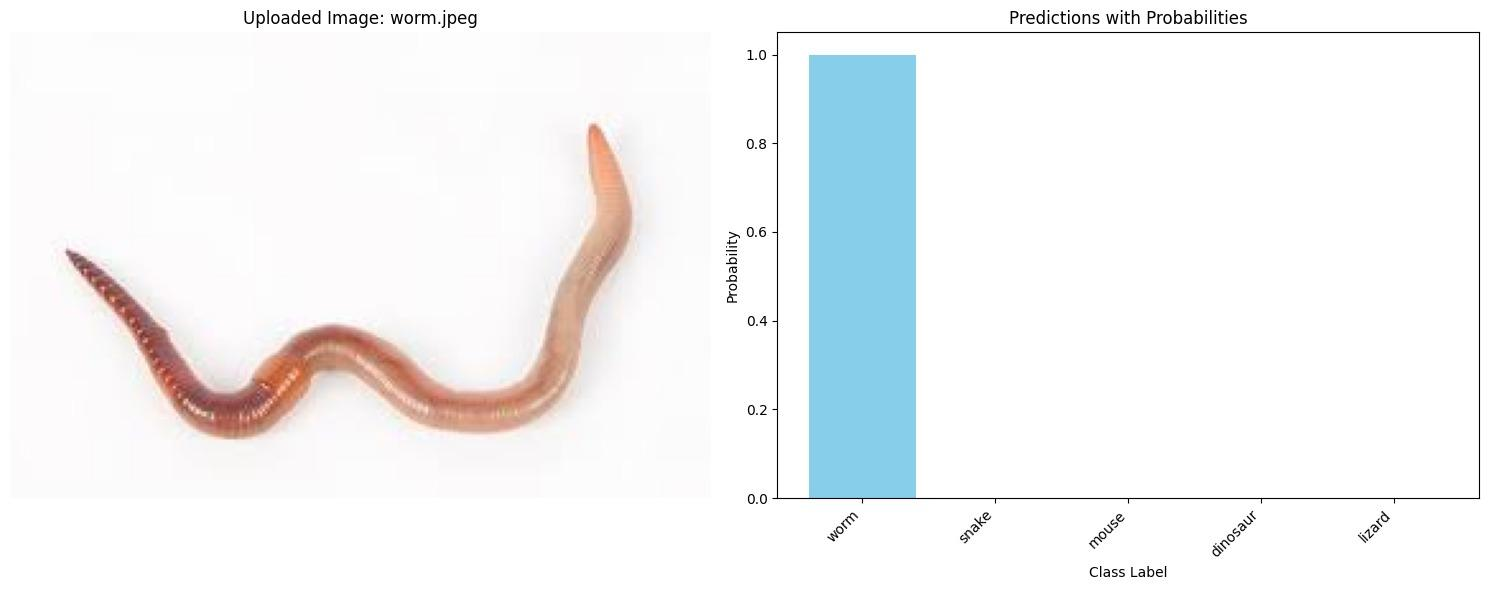 Uploaded Image: worm.jpeg
Predictions with Probabilities
Probability
1.0
0.8
0.6
0.4
0.2
0.0
worm
snake
mouse
dinosaur
lizard
Class Label